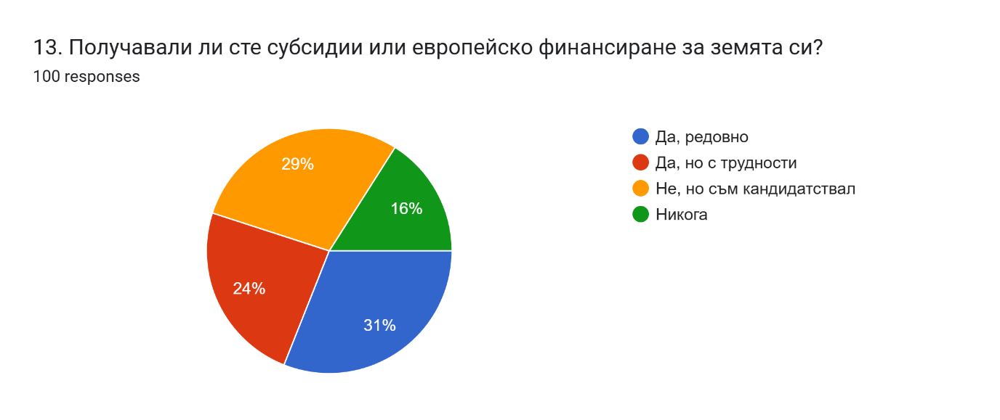 13. Получавали ли сте субсидии или европейско финансиране за земята си?
100 responses
29%
16%
24%
31%
Да, редовно
Да, но с трудности
Не, но съм кандидатствал
Никога